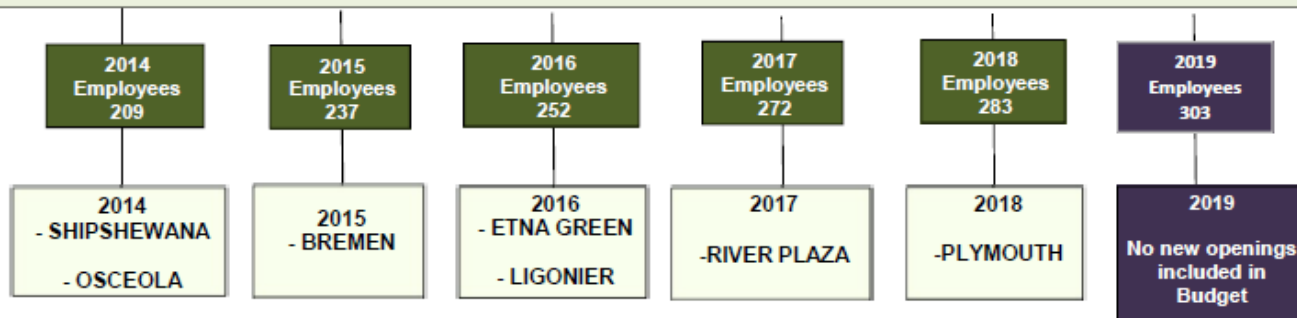 2014
Employees
209
2015
Employees
237
2016
Employees
252
2017
Employees
272
2018
Employees
283
2019
Employees
303
2014
- SHIPSHEWANA
- OSCEOLA
2015
- BREMEN
2016
- ETNA GREEN
- LIGONIER
2017
-RIVER PLAZA
2018
-PLYMOUTH
2019
No new openings
included in
Budget